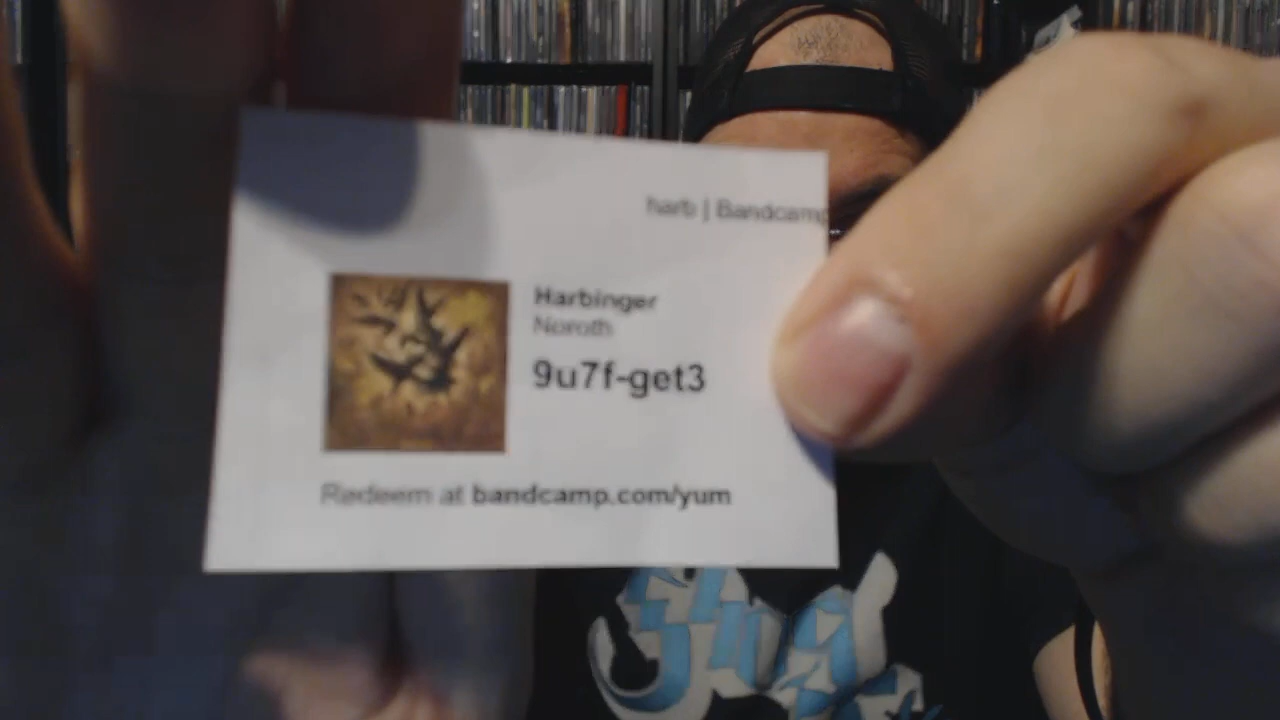 harb | Bandcamp
Harbinger
Noroth
9u7f-get3
Redeem at bandcamp.com/yum